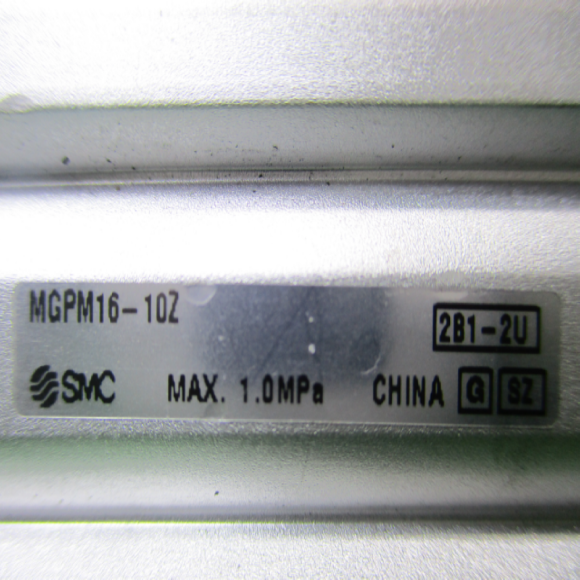 MGPM16-10Z 2B1-2U
SMC MAX. 1.0MPa CHINA G SZ